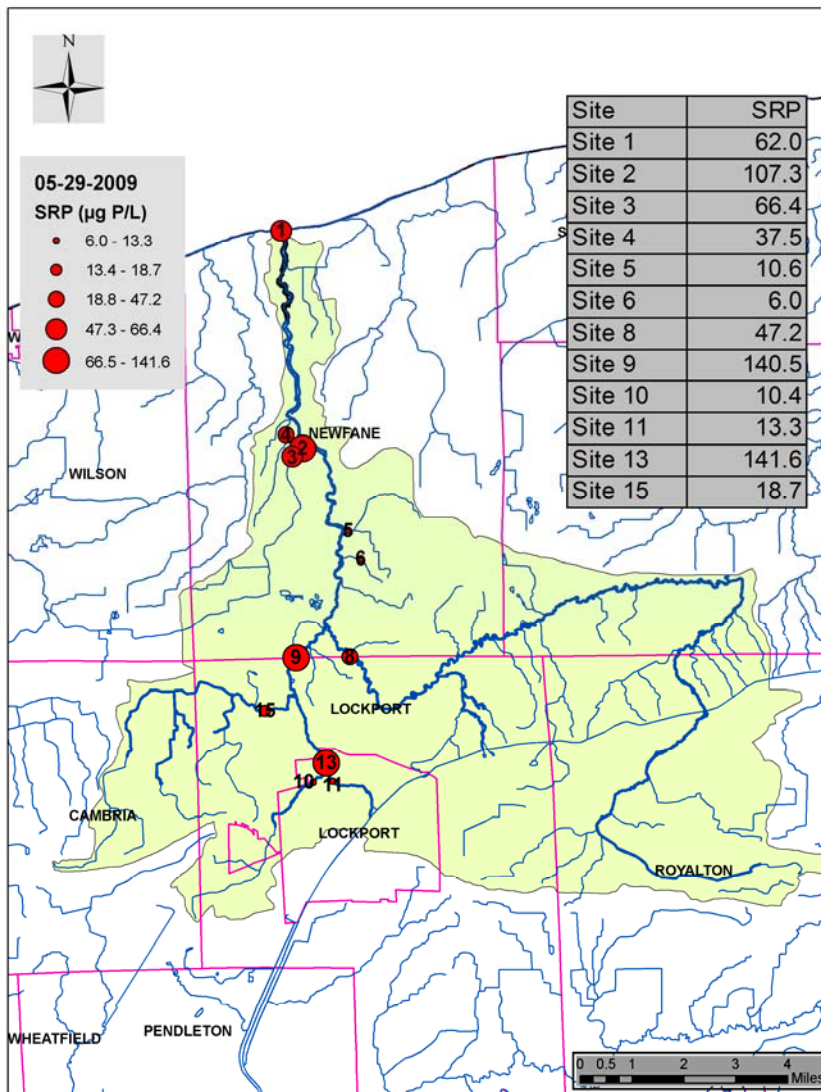 N
05-29-2009
SRP (µg P/L)
6.0 - 13.3
13.4 - 18.7
18.8 - 47.2
47.3 - 66.4
66.5 - 141.6
Site SRP
Site 1 62.0
Site 2 107.3
Site 3 66.4
Site 4 37.5
Site 5 10.6
Site 6 6.0
Site 8 47.2
Site 9 140.5
Site 10 10.4
Site 11 13.3
Site 13 141.6
Site 15 18.7
1
S
W
4
NEWFANE
2
3
WILSON
5
6
9
8
15
LOCKPORT
13
10
11
CAMBRIA
LOCKPORT
ROYALTON
WHEATFIELD
PENDLETON
0 0.5 1 2 3 4
Miles